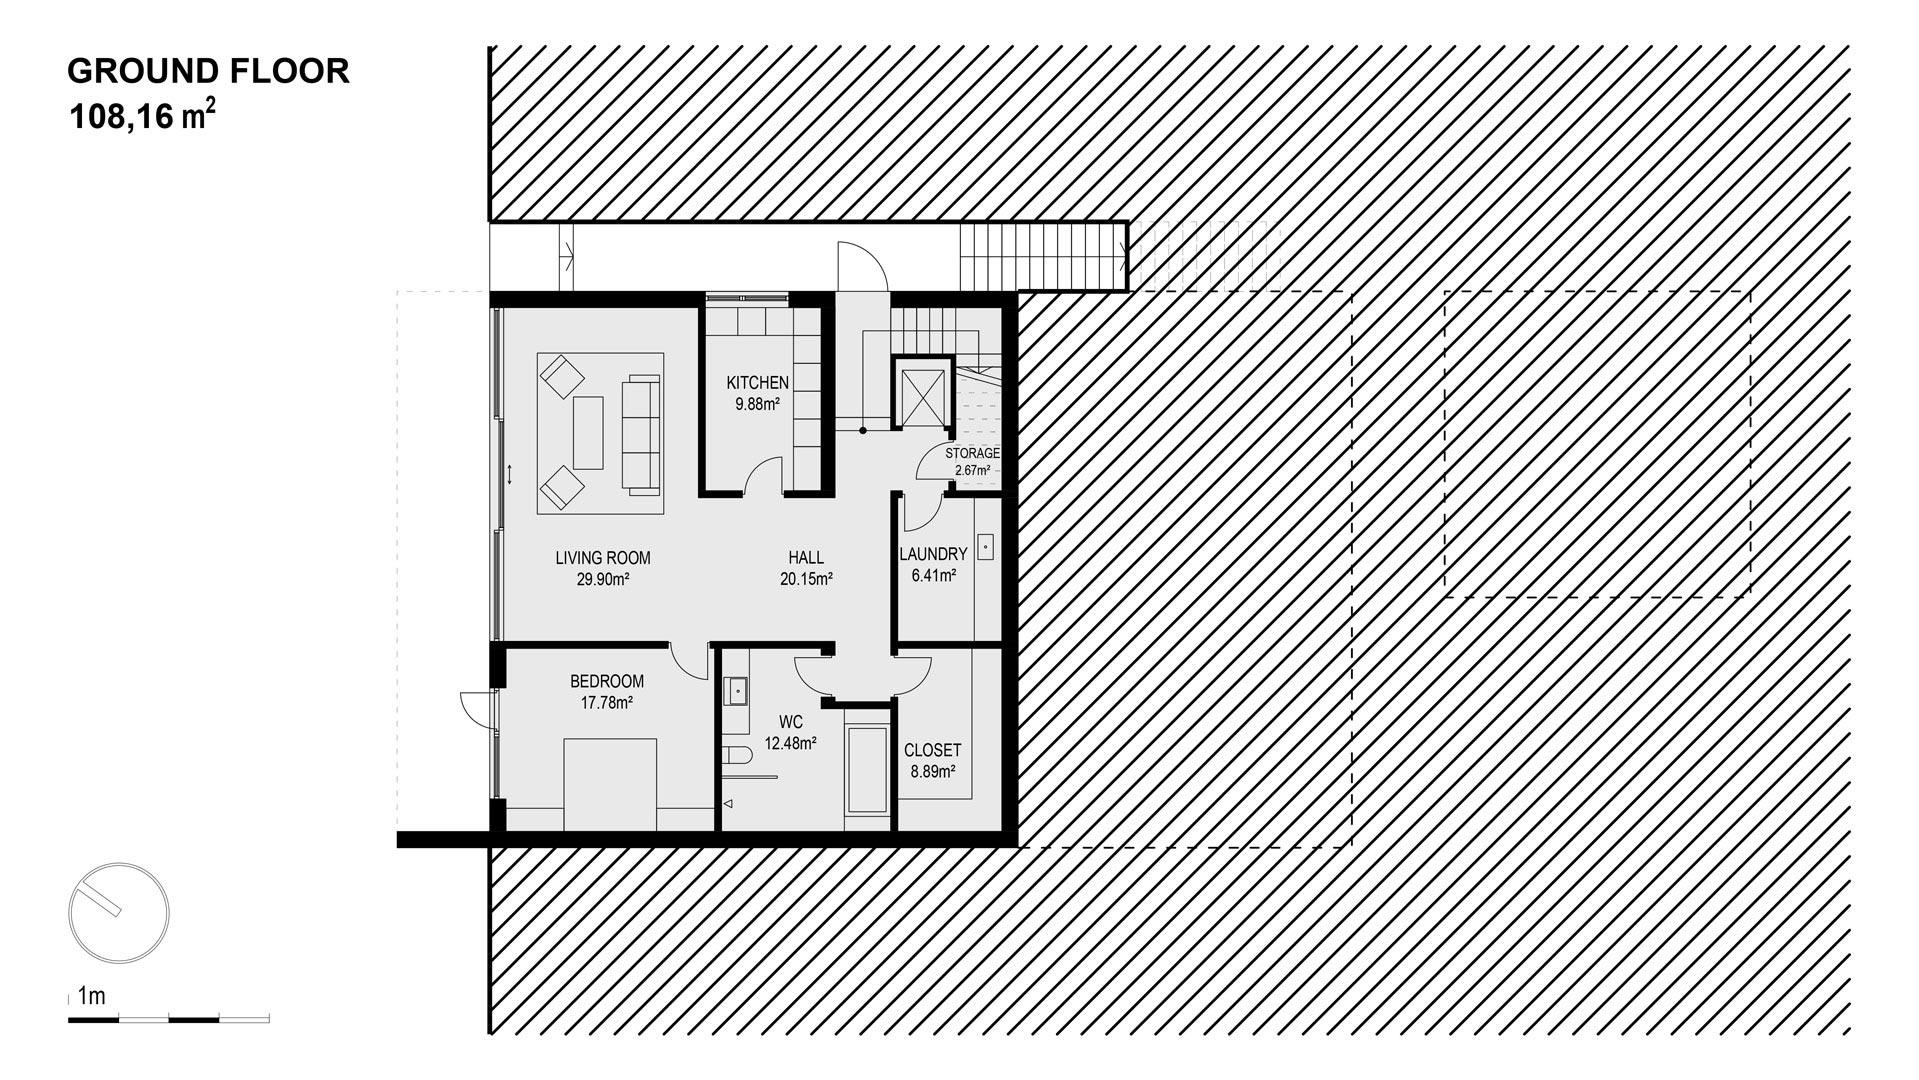 GROUND FLOOR
108,16 m²
KITCHEN
9.88m²
STORAGE
2.67m²
LIVING ROOM
29.90m²
HALL
20.15m²
LAUNDRY
6.41m²
BEDROOM
17.78m²
WC
12.48m²
CLOSET
8.89m²
1m